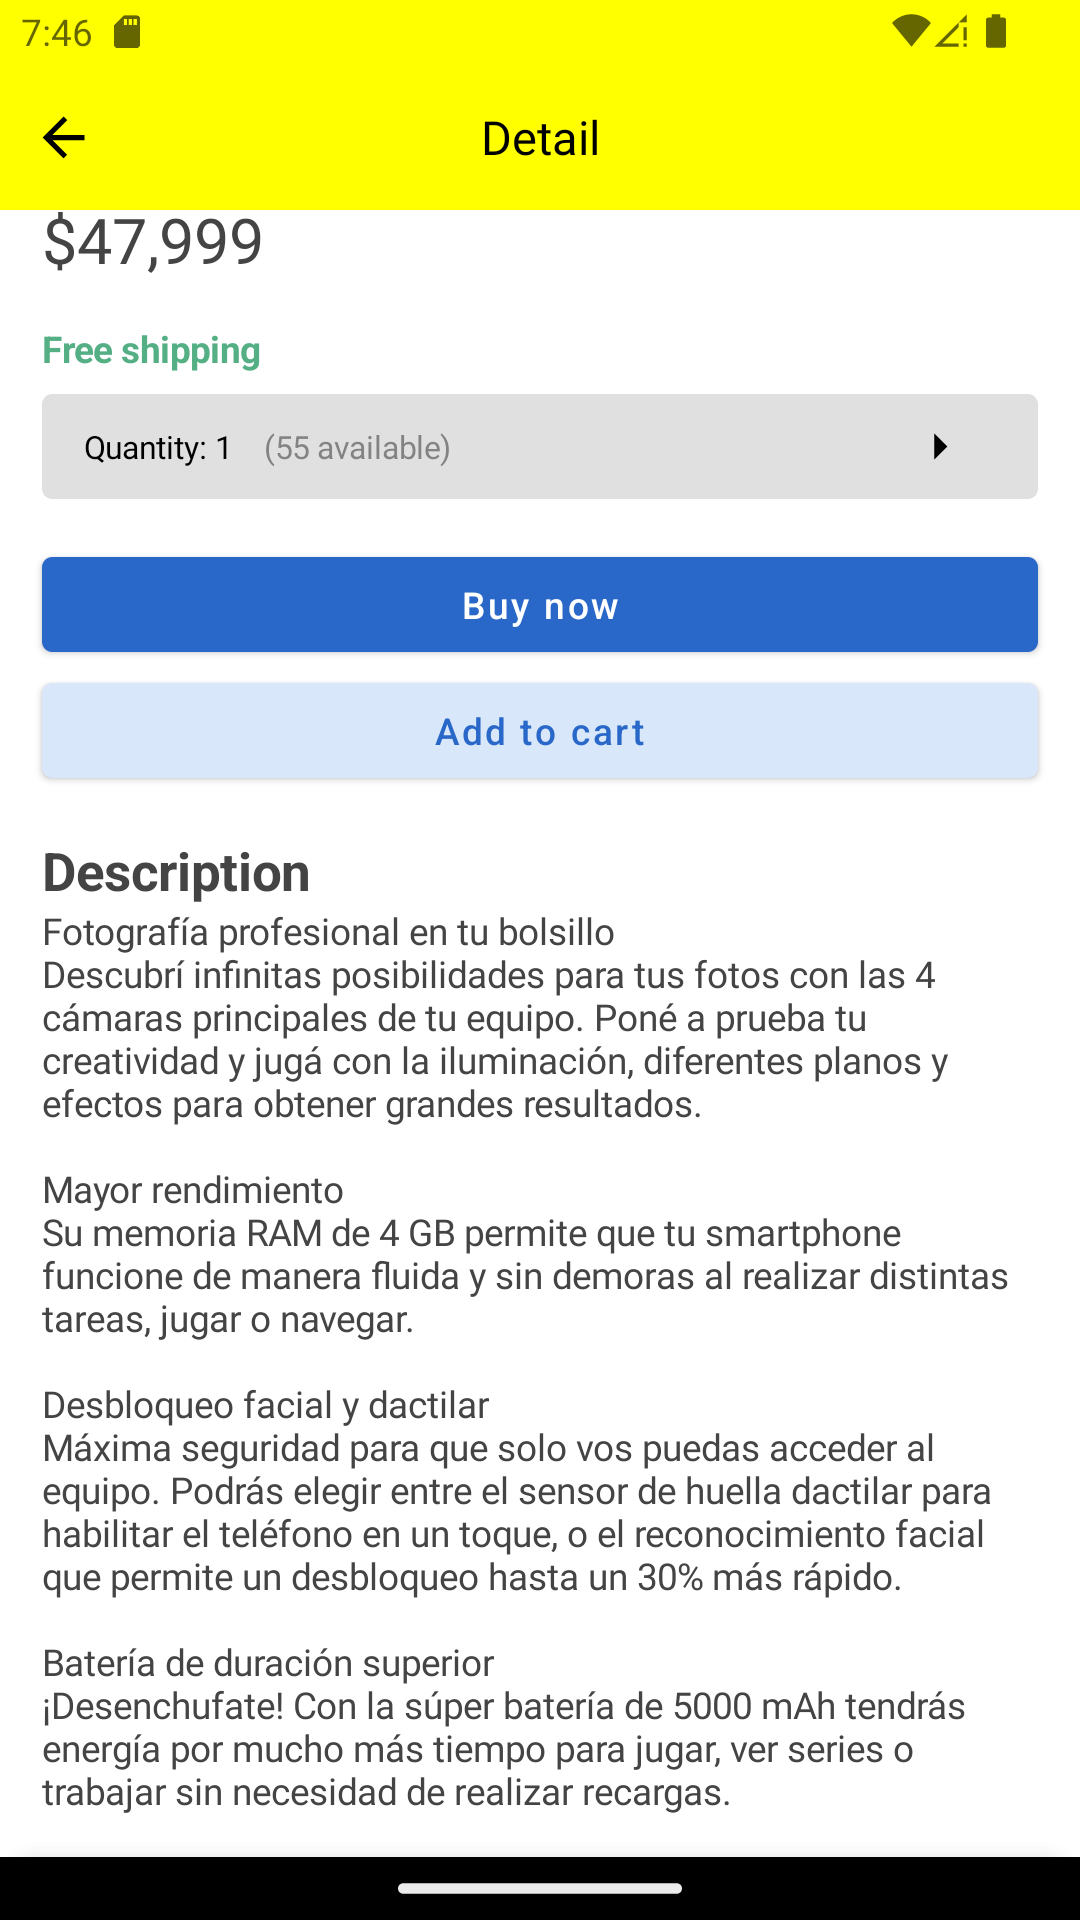 7:46
Detail
$47,999
Free shipping
Quantity: 1 (55 available)
Buy now
Add to cart
Description
Fotografía profesional en tu bolsillo
Descubrí infinitas posibilidades para tus fotos con las 4
cámaras principales de tu equipo. Poné a prueba tu
creatividad y jugá con la iluminación, diferentes planos y
efectos para obtener grandes resultados.
Mayor rendimiento
Su memoria RAM de 4 GB permite que tu smartphone
funcione de manera fluida y sin demoras al realizar distintas
tareas, jugar o navegar.
Desbloqueo facial y dactilar
Máxima seguridad para que solo vos puedas acceder al
equipo. Podrás elegir entre el sensor de huella dactilar para
habilitar el teléfono en un toque, o el reconocimiento facial
que permite un desbloqueo hasta un 30% más rápido.
Batería de duración superior
¡Desenchufate! Con la súper batería de 5000 mAh tendrás
energía por mucho más tiempo para jugar, ver series o
trabajar sin necesidad de realizar recargas.